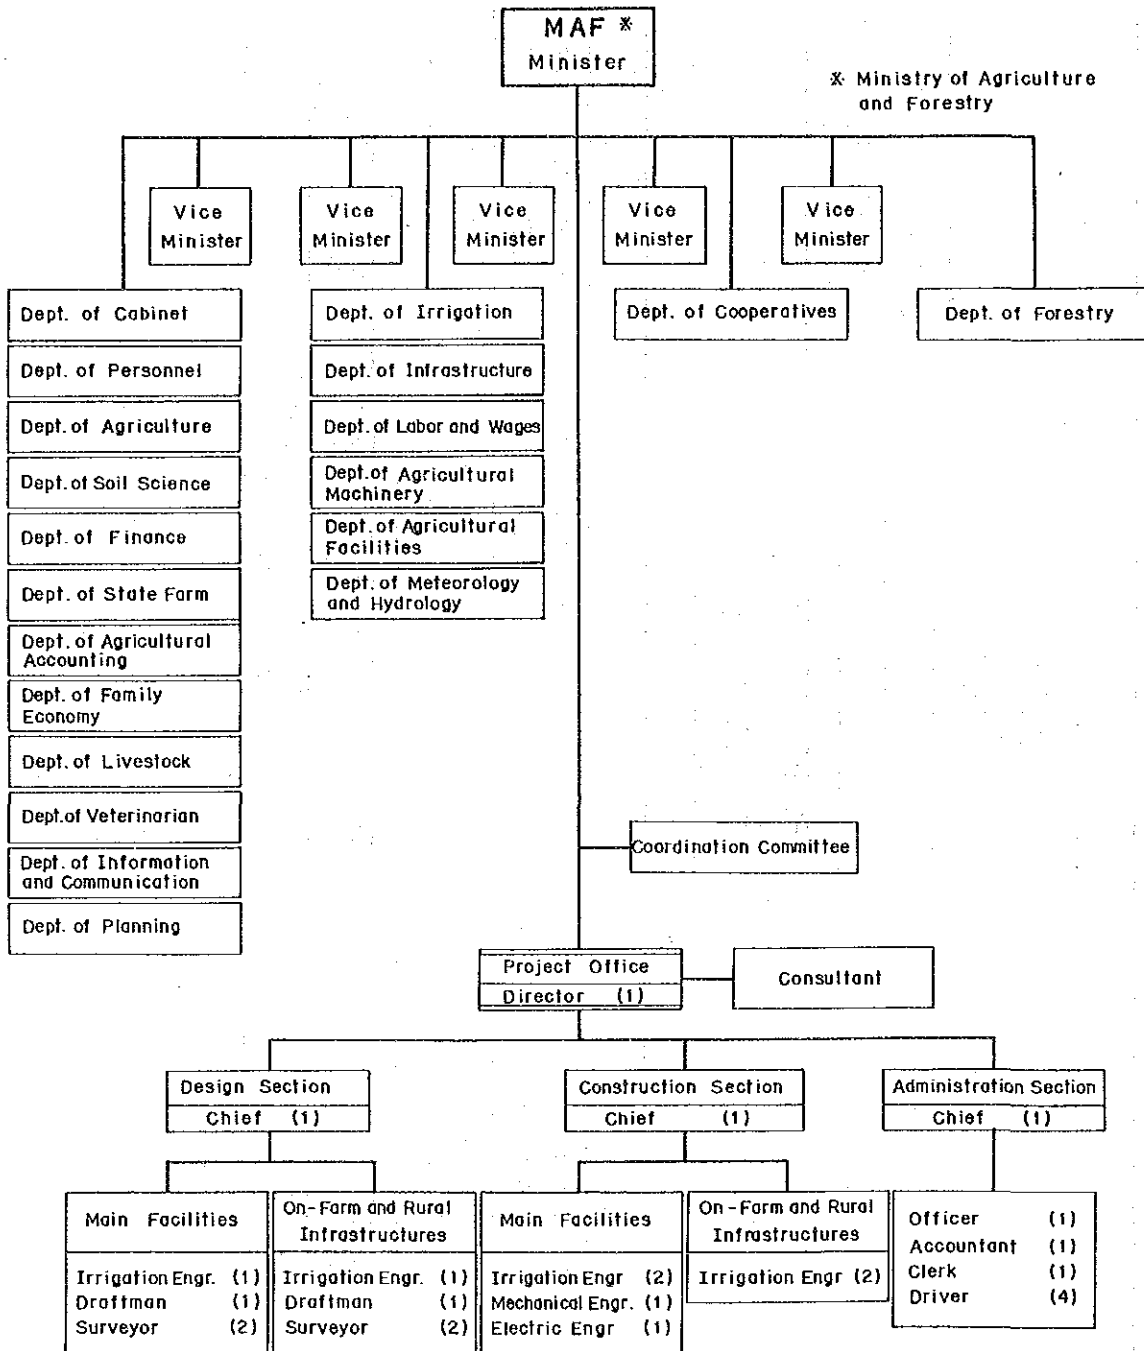 MAF *
Minister
* Ministry of Agriculture
and Forestry
Vice
Minister
Vice
Minister
Vice
Minister
Vice
Minister
Vice
Minister
Dept. of Cabinet
Dept. of Personnel
Dept. of Agriculture
Dept. of Soil Science
Dept. of Finance
Dept. of State Farm
Dept. of Agricultural
Accounting
Dept. of Family
Economy
Dept. of Livestock
Dept. of Veterinarian
Dept. of Information
and Communication
Dept. of Planning
Dept. of Irrigation
Dept. of Infrastructure
Dept. of Labor and Wages
Dept. of Agricultural
Machinery
Dept. of Agricultural
Facilities
Dept. of Meteorology
and Hydrology
Dept. of Cooperatives
Dept. of Forestry
Coordination Committee
Project Office
Director (1)
Consultant
Design Section
Chief (1)
Construction Section
Chief (1)
Administration Section
Chief (1)
Main Facilities
Irrigation Engr. (1)
Draftman (1)
Surveyor (2)
On-Farm and Rural
Infrastructures
Irrigation Engr. (1)
Draftman (1)
Surveyor (2)
Main Facilities
Irrigation Engr (2)
Mechanical Engr. (1)
Electric Engr (1)
On-Farm and Rural
Infrastructures
Irrigation Engr (2)
Officer (1)
Accountant (1)
Clerk (1)
Driver (4)